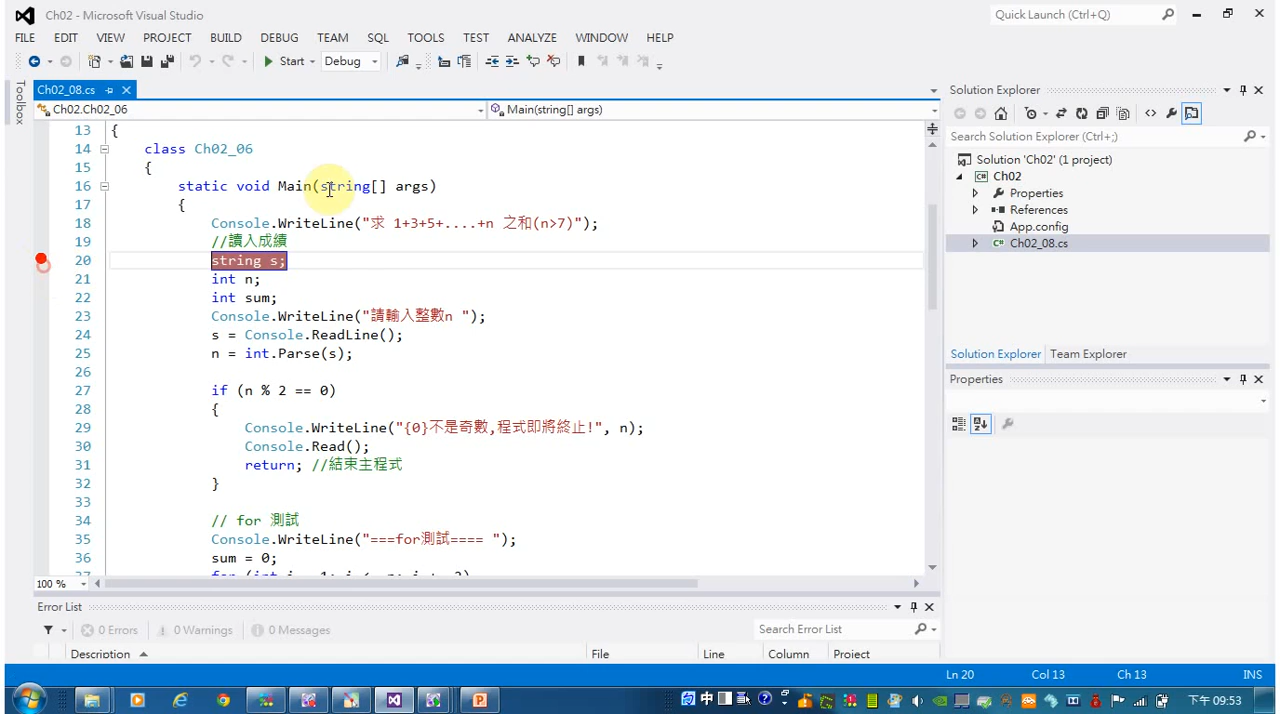 Ch02 - Microsoft Visual Studio
Quick Launch (Ctrl+Q)
FILE EDIT VIEW PROJECT BUILD DEBUG TEAM SQL TOOLS TEST ANALYZE WINDOW HELP
Start Debug
Toolbox
Ch02_08.cs
Ch02.Ch02_06
Main(string[] args)
13 {
14 class Ch02_06
15 {
16 static void Main(string[] args)
17 {
18 Console.WriteLine("求 1+3+5+....+n 之和(n>7)");
19 //讀入成績
20 string s;
21 int n;
22 int sum;
23 Console.WriteLine("請輸入整數n ");
24 s = Console.ReadLine();
25 n = int.Parse(s);
26
27 if (n % 2 == 0)
28 {
29 Console.WriteLine("{0}不是奇數,程式即將終止!", n);
30 Console.Read();
31 return; //結束主程式
32 }
33
34 // for 測試
35 Console.WriteLine("===for測試==== ");
36 sum = 0;
100 %
Solution Explorer
Search Solution Explorer (Ctrl+;)
Solution 'Ch02' (1 project)
Ch02
Properties
References
App.config
Ch02_08.cs
Solution Explorer Team Explorer
Properties
Error List
0 Errors 0 Warnings 0 Messages
Search Error List
Description File Line Column Project
Ln 20 Col 13 Ch 13 INS
中
下午 09:53